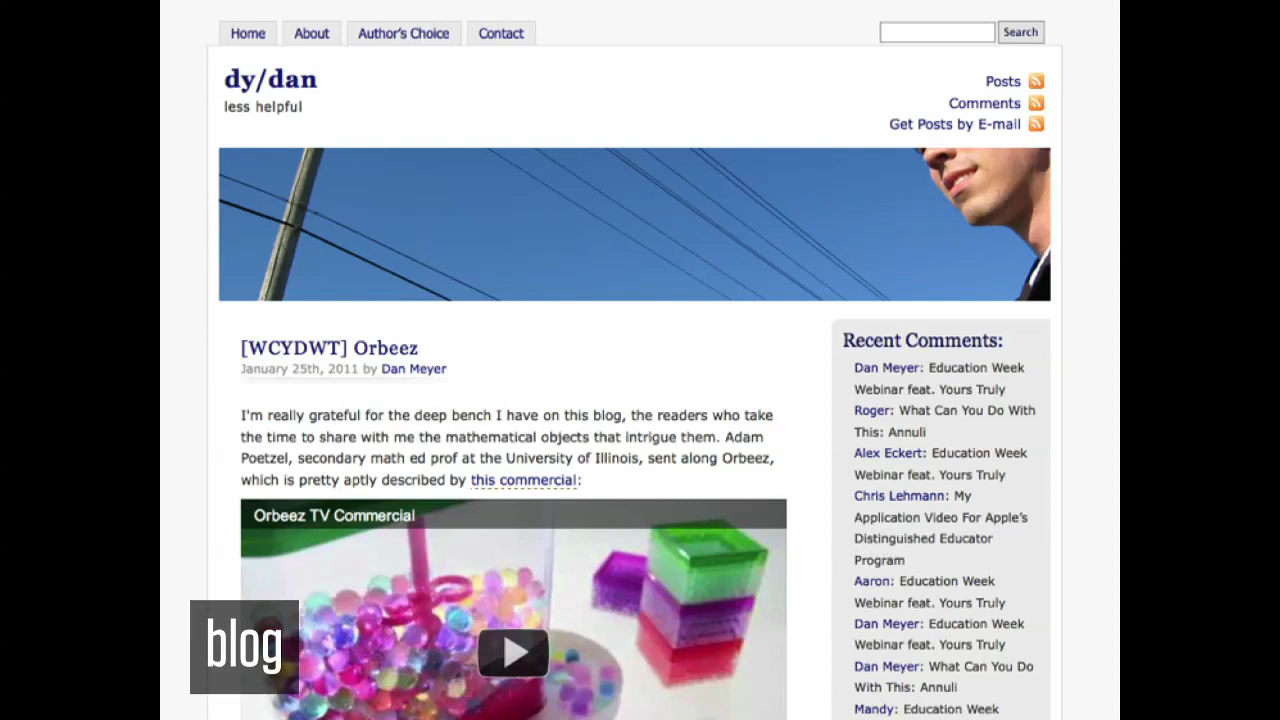 Home About Author's Choice Contact Search
dy/dan
less helpful
Posts
Comments
Get Posts by E-mail
[WCYDWT] Orbeez
January 25th, 2011 by Dan Meyer
I'm really grateful for the deep bench I have on this blog, the readers who take
the time to share with me the mathematical objects that intrigue them. Adam
Poetzel, secondary math ed prof at the University of Illinois, sent along Orbeez,
which is pretty aptly described by this commercial:
Orbeez TV Commercial
blog
Recent Comments:
Dan Meyer: Education Week
Webinar feat. Yours Truly
Roger: What Can You Do With
This: Annuli
Alex Eckert: Education Week
Webinar feat. Yours Truly
Chris Lehmann: My
Application Video For Apple's
Distinguished Educator
Program
Aaron: Education Week
Webinar feat. Yours Truly
Dan Meyer: Education Week
Webinar feat. Yours Truly
Dan Meyer: What Can You Do
With This: Annuli
Mandy: Education Week